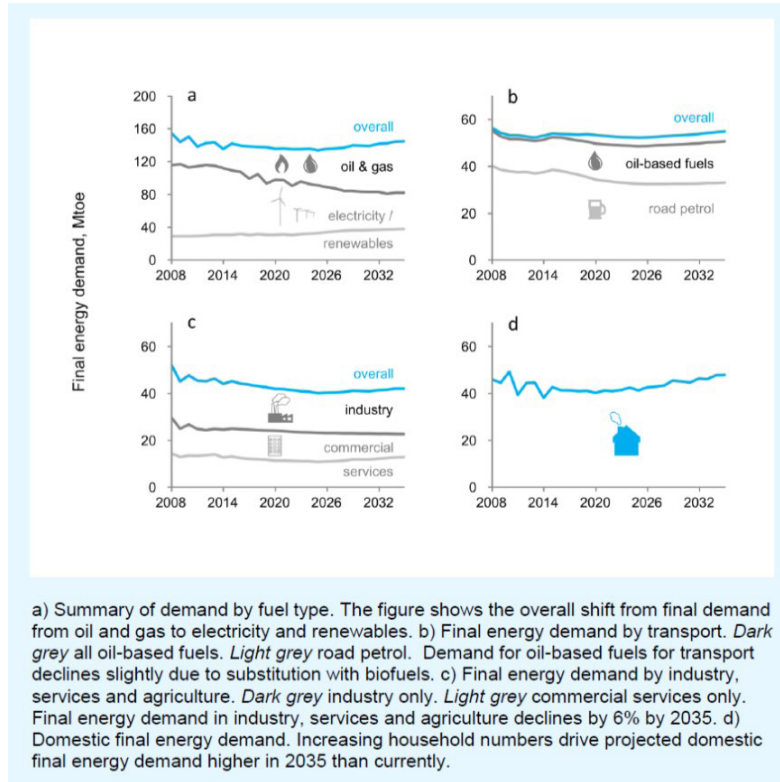 a
200
160
120
80
40
0
overall
oil & gas
electricity /
renewables
2008 2014 2020 2026 2032
b
60
40
20
0
overall
oil-based fuels
road petrol
2008 2014 2020 2026 2032
Final energy demand, Mtoe
c
60
40
20
0
overall
industry
commercial
services
2008 2014 2020 2026 2032
d
60
40
20
0
2008 2014 2020 2026 2032
a) Summary of demand by fuel type. The figure shows the overall shift from final demand
from oil and gas to electricity and renewables. b) Final energy demand by transport. Dark
grey all oil-based fuels. Light grey road petrol.  Demand for oil-based fuels for transport
declines slightly due to substitution with biofuels. c) Final energy demand by industry,
services and agriculture. Dark grey industry only. Light grey commercial services only.
Final energy demand in industry, services and agriculture declines by 6% by 2035. d)
Domestic final energy demand. Increasing household numbers drive projected domestic
final energy demand higher in 2035 than currently.